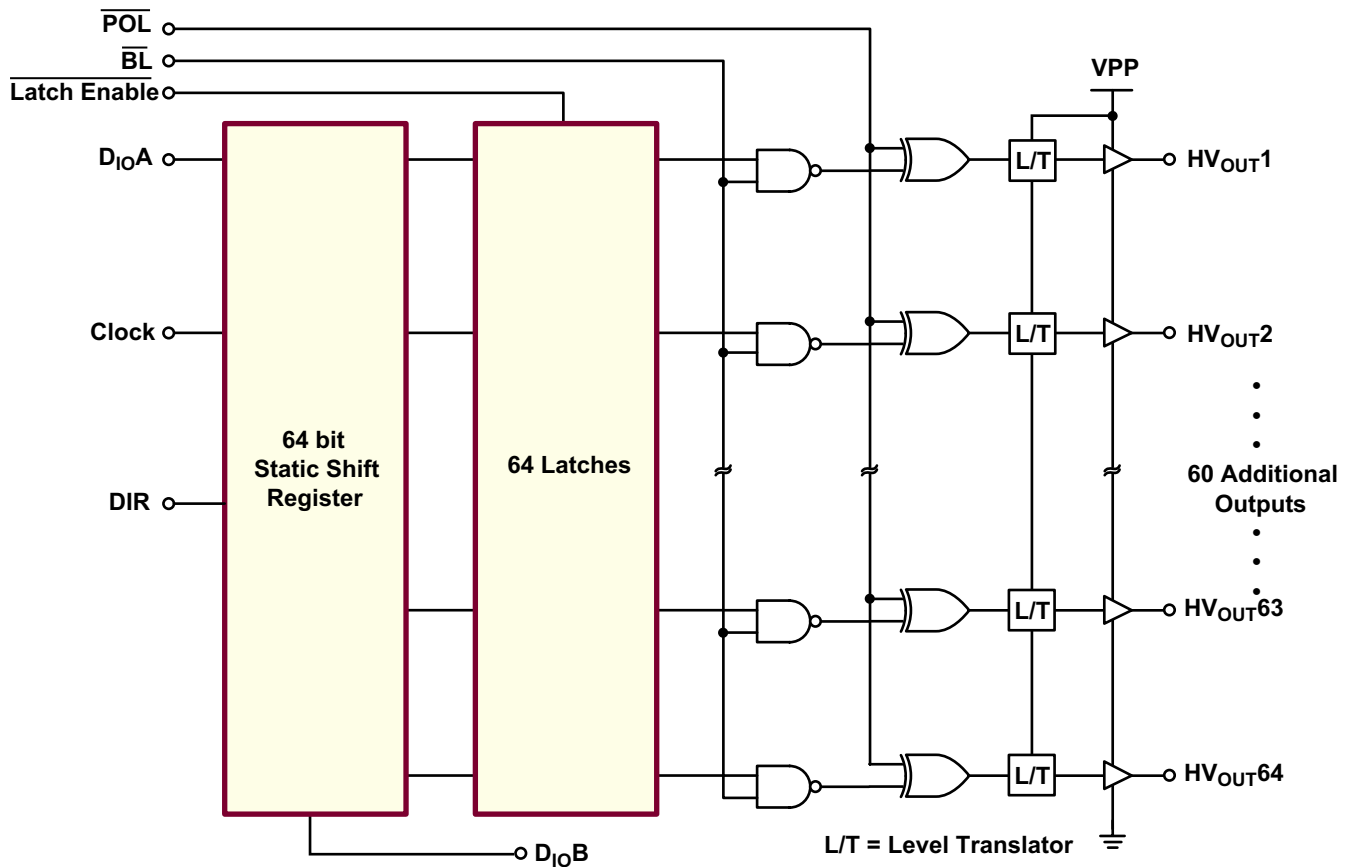 POL
BL
Latch Enable
VPP
DIOA
L/T
HVOUT1
Clock
L/T
HVOUT2
64 bit
Static Shift
Register
64 Latches
DIR
60 Additional
Outputs
L/T
HVOUT63
L/T
HVOUT64
L/T = Level Translator
DIOB